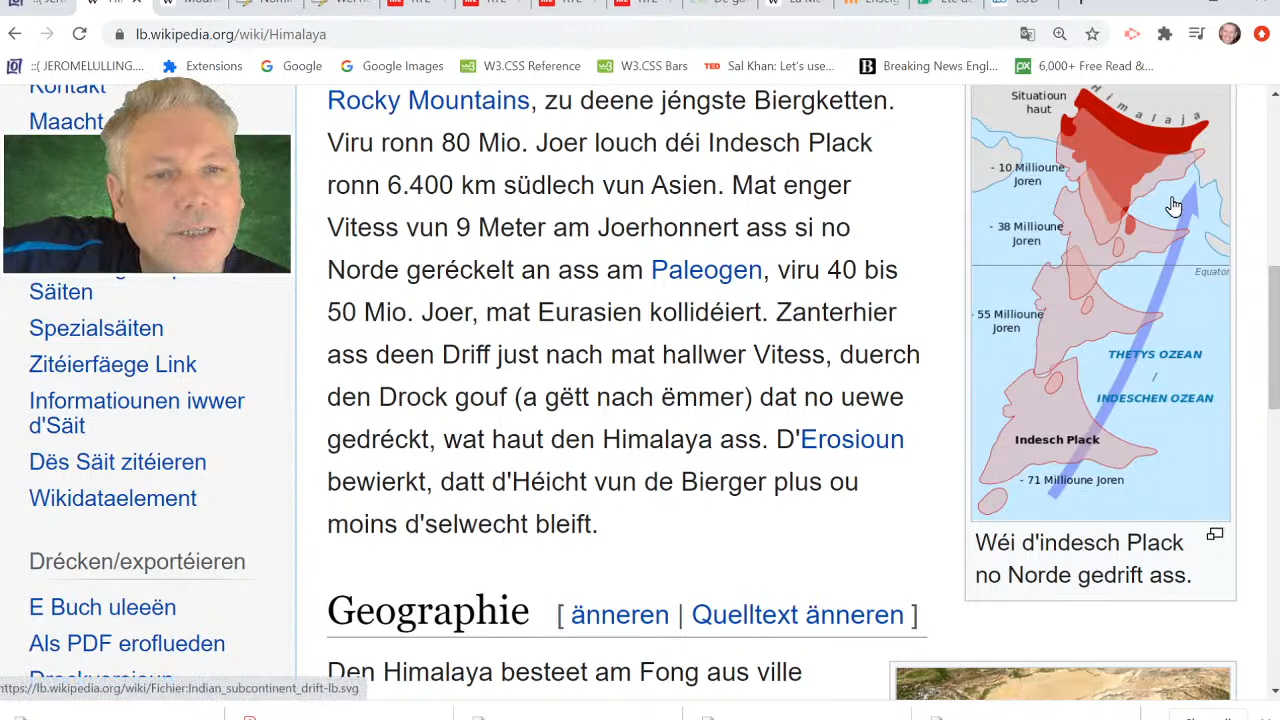 lb.wikipedia.org/wiki/Himalaya
::( JEROMELULLING....
Extensions
Google
Google Images
W3.CSS Reference
W3.CSS Bars
TED
Sal Khan: Let's use...
Breaking News Engl...
6,000+ Free Read &...
Kontakt
Maacht
Säiten
Spezialsäiten
Zitéierfäege Link
Informatiounen iwwer
d'Säit
Dës Säit zitéieren
Wikidataelement
Drécken/exportéieren
E Buch uleeën
Als PDF eroflueden
Rocky Mountains, zu deene jéngste Biergketten.
Viru ronn 80 Mio. Joer louch déi Indesch Plack
ronn 6.400 km südlech vun Asien. Mat enger
Vitess vun 9 Meter am Joerhonnert ass si no
Norde geréckelt an ass am Paleogen, viru 40 bis
50 Mio. Joer, mat Eurasien kollidéiert. Zanterhier
ass deen Driff just nach mat hallwer Vitess, duerch
den Drock gouf (a gëtt nach ëmmer) dat no uewe
gedréckt, wat haut den Himalaya ass. D'Erosioun
bewierkt, datt d'Héicht vun de Bierger plus ou
moins d'selwecht bleift.
Geographie [ änneren | Quelltext änneren ]
Den Himalaya besteet am Fong aus ville
Situatioun
haut
Himalaja
- 10 Millioune
Joren
- 38 Millioune
Joren
Equator
- 55 Millioune
Joren
THETYS OZEAN
/
INDESCHEN OZEAN
Indesch Plack
- 71 Millioune Joren
Wéi d'indesch Plack
no Norde gedrift ass.
https://lb.wikipedia.org/wiki/Fichier:Indian_subcontinent_drift-lb.svg